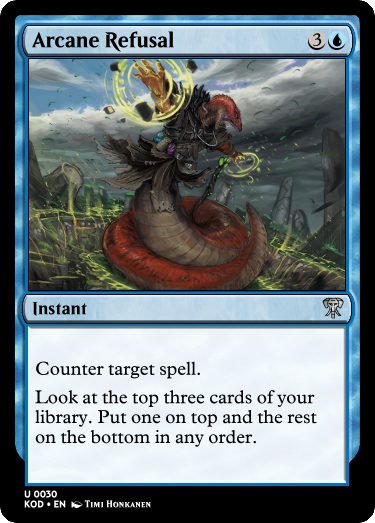 Arcane Refusal 3
Instant
Counter target spell.
Look at the top three cards of your
library. Put one on top and the rest
on the bottom in any order.
U 0030
KOD • EN TIMI HONKANEN